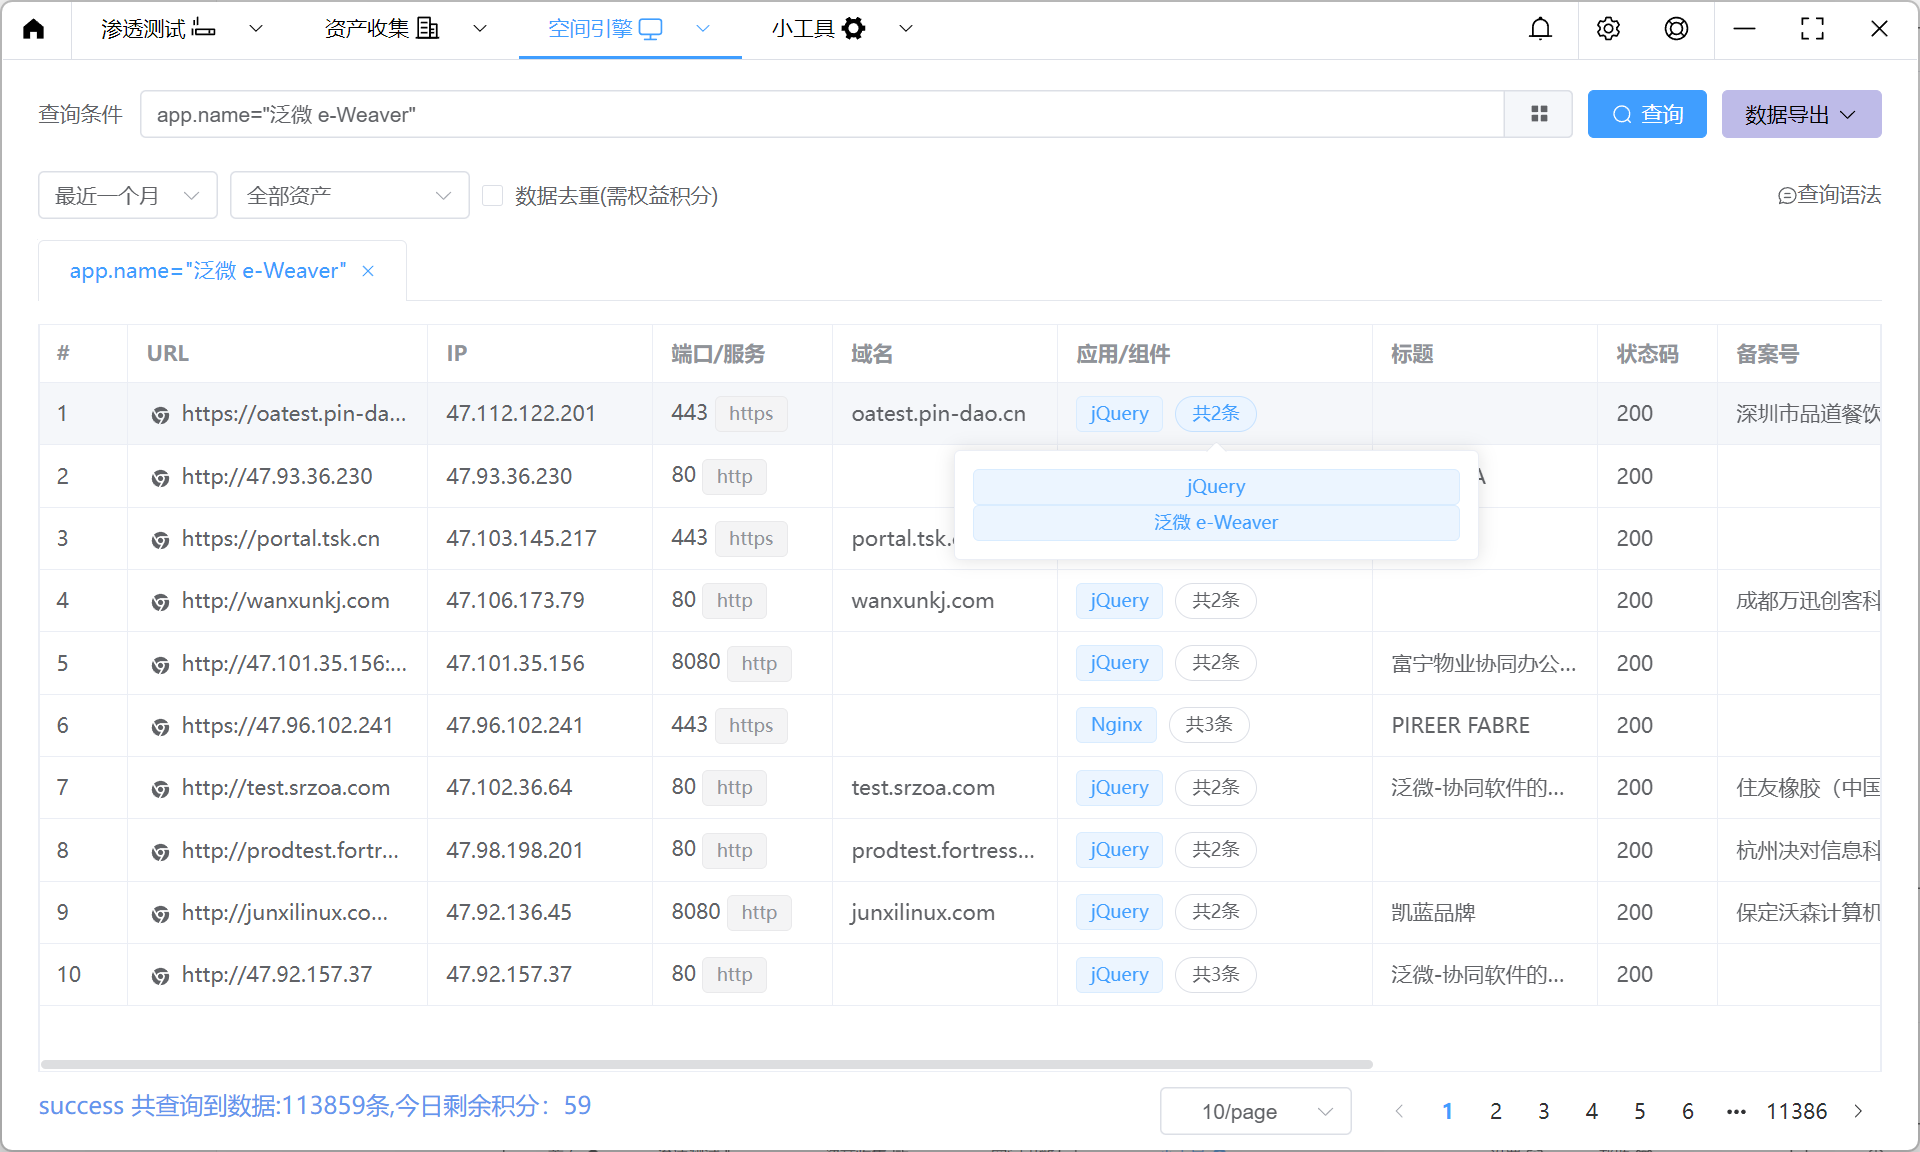 渗透测试 资产收集 空间引擎 小工具
查询条件 app.name="泛微 e-Weaver" 查询 数据导出
最近一个月 全部资产 数据去重(需权益积分) 查询语法
app.name="泛微 e-Weaver"
# URL IP 端口/服务 域名 应用/组件 标题 状态码 备案号
1 https://oatest.pin-da... 47.112.122.201 443 https oatest.pin-dao.cn jQuery 共2条 200 深圳市品道餐饮
2 http://47.93.36.230 47.93.36.230 80 http 200
jQuery
泛微 e-Weaver
3 https://portal.tsk.cn 47.103.145.217 443 https portal.tsk. 200
4 http://wanxunkj.com 47.106.173.79 80 http wanxunkj.com jQuery 共2条 200 成都万迅创客科
5 http://47.101.35.156:... 47.101.35.156 8080 http jQuery 共2条 富宁物业协同办公... 200
6 https://47.96.102.241 47.96.102.241 443 https Nginx 共3条 PIREER FABRE 200
7 http://test.srzoa.com 47.102.36.64 80 http test.srzoa.com jQuery 共2条 泛微-协同软件的... 200 住友橡胶（中国
8 http://prodtest.fortr... 47.98.198.201 80 http prodtest.fortress... jQuery 共2条 200 杭州决对信息科
9 http://junxilinux.co... 47.92.136.45 8080 http junxilinux.com jQuery 共2条 凯蓝品牌 200 保定沃森计算机
10 http://47.92.157.37 47.92.157.37 80 http jQuery 共3条 泛微-协同软件的... 200
success 共查询到数据:113859条,今日剩余积分：59 10/page 1 2 3 4 5 6 ••• 11386